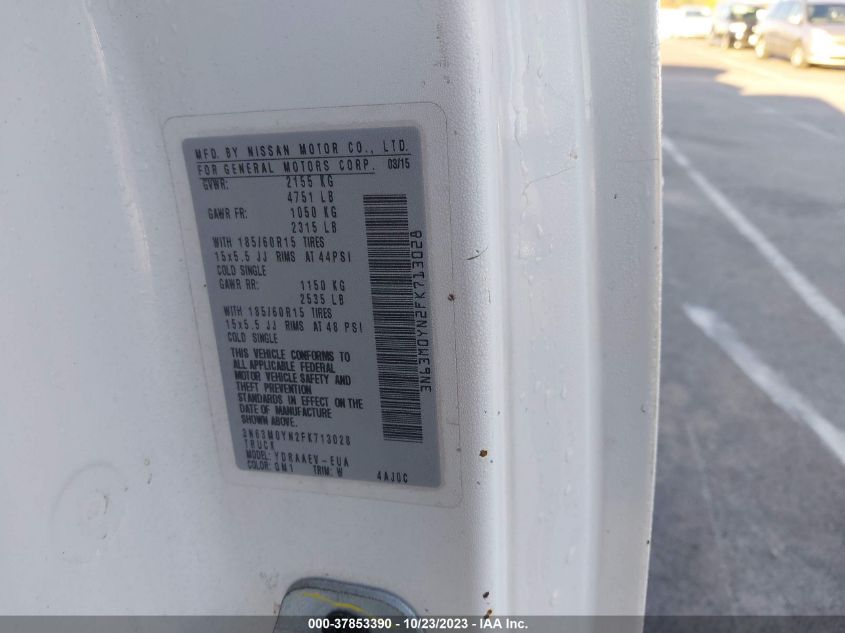 MFD. BY NISSAN MOTOR CO., LTD.
FOR GENERAL MOTORS CORP. 03/15
GVWR: 2155 KG
4751 LB
GAWR FR: 1050 KG
2315 LB
WITH 185/60R15 TIRES
15x5.5 JJ RIMS AT 44PSI
COLD SINGLE
GAWR RR: 1150 KG
2535 LB
WITH 185/60R15 TIRES
15x5.5 JJ RIMS AT 48 PSI
COLD SINGLE
THIS VEHICLE CONFORMS TO
ALL APPLICABLE FEDERAL
MOTOR VEHICLE SAFETY AND
THEFT PREVENTION
STANDARDS IN EFFECT ON THE
DATE OF MANUFACTURE
SHOWN ABOVE.
3N63M0YN2FK713028
TRUCK
MODEL: YDRAAEV-EUA
COLOR: QM1 TRIM: W 4AJ0C
3N63M0YN2FK713028
000-37853390 - 10/23/2023 - IAA Inc.